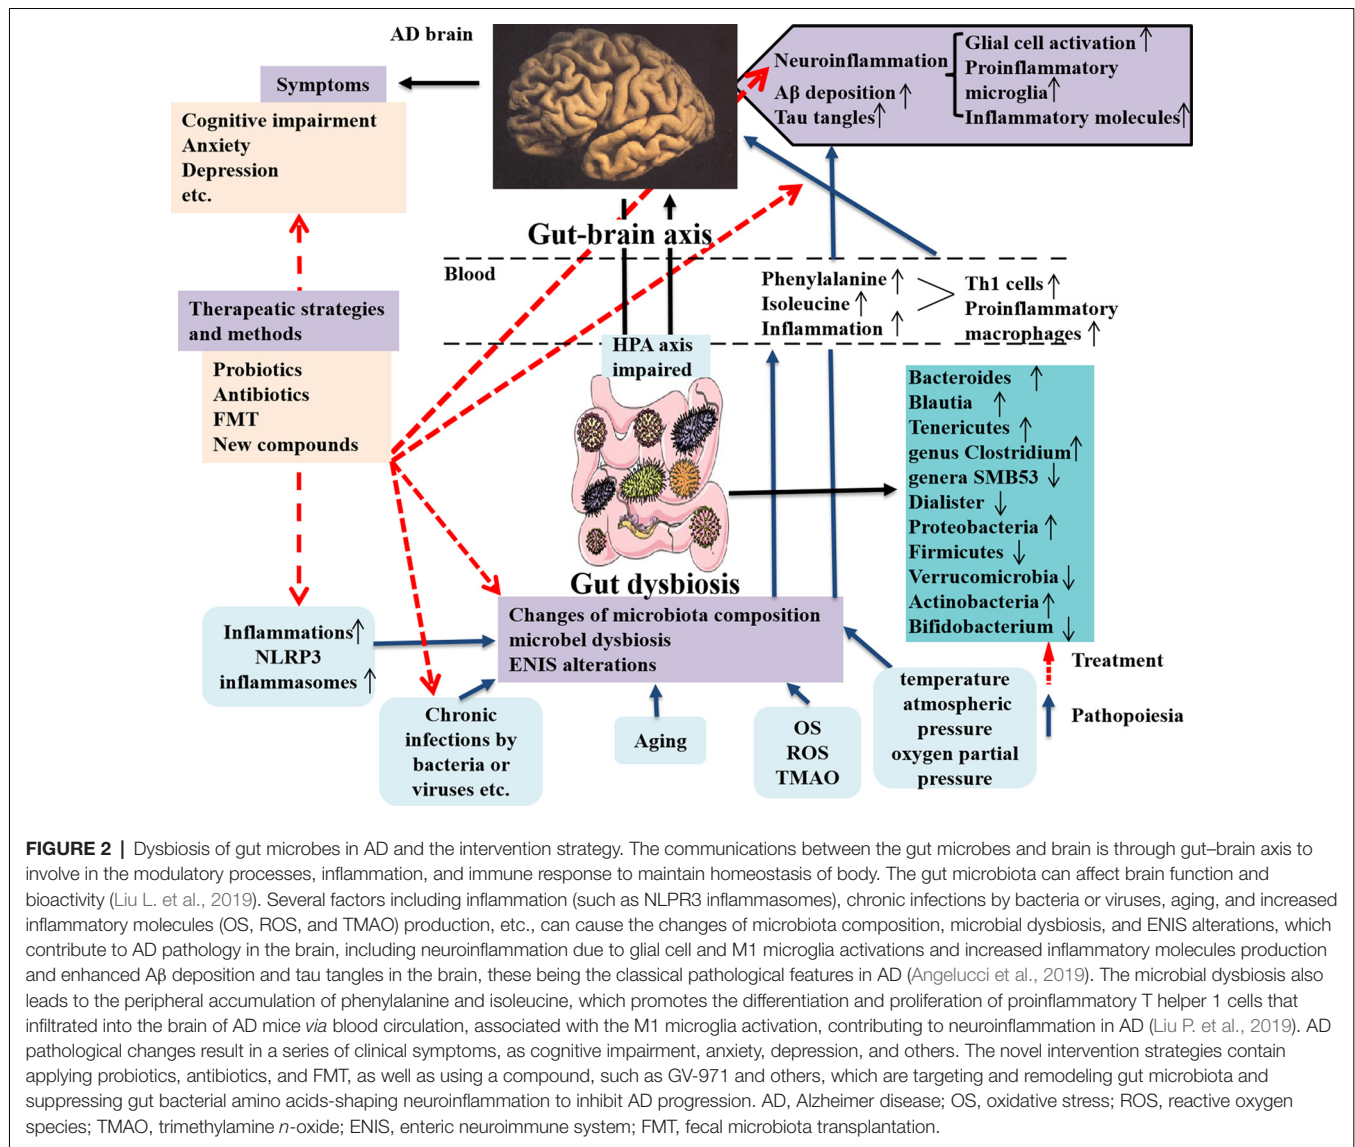 AD brain
Symptoms
Cognitive impairment
Anxiety
Depression
etc.
Neuroinflammation
Aβ deposition ↑
Tau tangles↑
Glial cell activation ↑
Proinflammatory
microglia↑
Inflammatory molecules↑
Gut-brain axis
Blood
Phenylalanine ↑
Isoleucine ↑
Inflammation ↑
Th1 cells ↑
Proinflammatory
macrophages ↑
Therapeutic strategies
and methods
Probiotics
Antibiotics
FMT
New compounds
HPA axis
impaired
Bacteroides ↑
Blautia ↑
Tenericutes ↑
genus Clostridium↑
genera SMB53 ↓
Dialister ↓
Proteobacteria ↑
Firmicutes ↓
Verrucomicrobia↓
Actinobacteria ↑
Bifidobacterium ↓
Gut dysbiosis
Changes of microbiota composition
microbel dysbiosis
ENIS alterations
Inflammations↑
NLRP3
inflammasomes ↑
Chronic
infections by
bacteria or
viruses etc.
Aging
OS
ROS
TMAO
temperature
atmospheric
pressure
oxygen partial
pressure
Treatment
Pathopoiesia
FIGURE 2 | Dysbiosis of gut microbes in AD and the intervention strategy. The communications between the gut microbes and brain is through gut–brain axis to
involve in the modulatory processes, inflammation, and immune response to maintain homeostasis of body. The gut microbiota can affect brain function and
bioactivity (Liu L. et al., 2019). Several factors including inflammation (such as NLPR3 inflammasomes), chronic infections by bacteria or viruses, aging, and increased
inflammatory molecules (OS, ROS, and TMAO) production, etc., can cause the changes of microbiota composition, microbial dysbiosis, and ENIS alterations, which
contribute to AD pathology in the brain, including neuroinflammation due to glial cell and M1 microglia activations and increased inflammatory molecules production
and enhanced Aβ deposition and tau tangles in the brain, these being the classical pathological features in AD (Angelucci et al., 2019). The microbial dysbiosis also
leads to the peripheral accumulation of phenylalanine and isoleucine, which promotes the differentiation and proliferation of proinflammatory T helper 1 cells that
infiltrated into the brain of AD mice via blood circulation, associated with the M1 microglia activation, contributing to neuroinflammation in AD (Liu P. et al., 2019). AD
pathological changes result in a series of clinical symptoms, as cognitive impairment, anxiety, depression, and others. The novel intervention strategies contain
applying probiotics, antibiotics, and FMT, as well as using a compound, such as GV-971 and others, which are targeting and remodeling gut microbiota and
suppressing gut bacterial amino acids-shaping neuroinflammation to inhibit AD progression. AD, Alzheimer disease; OS, oxidative stress; ROS, reactive oxygen
species; TMAO, trimethylamine n-oxide; ENIS, enteric neuroimmune system; FMT, fecal microbiota transplantation.